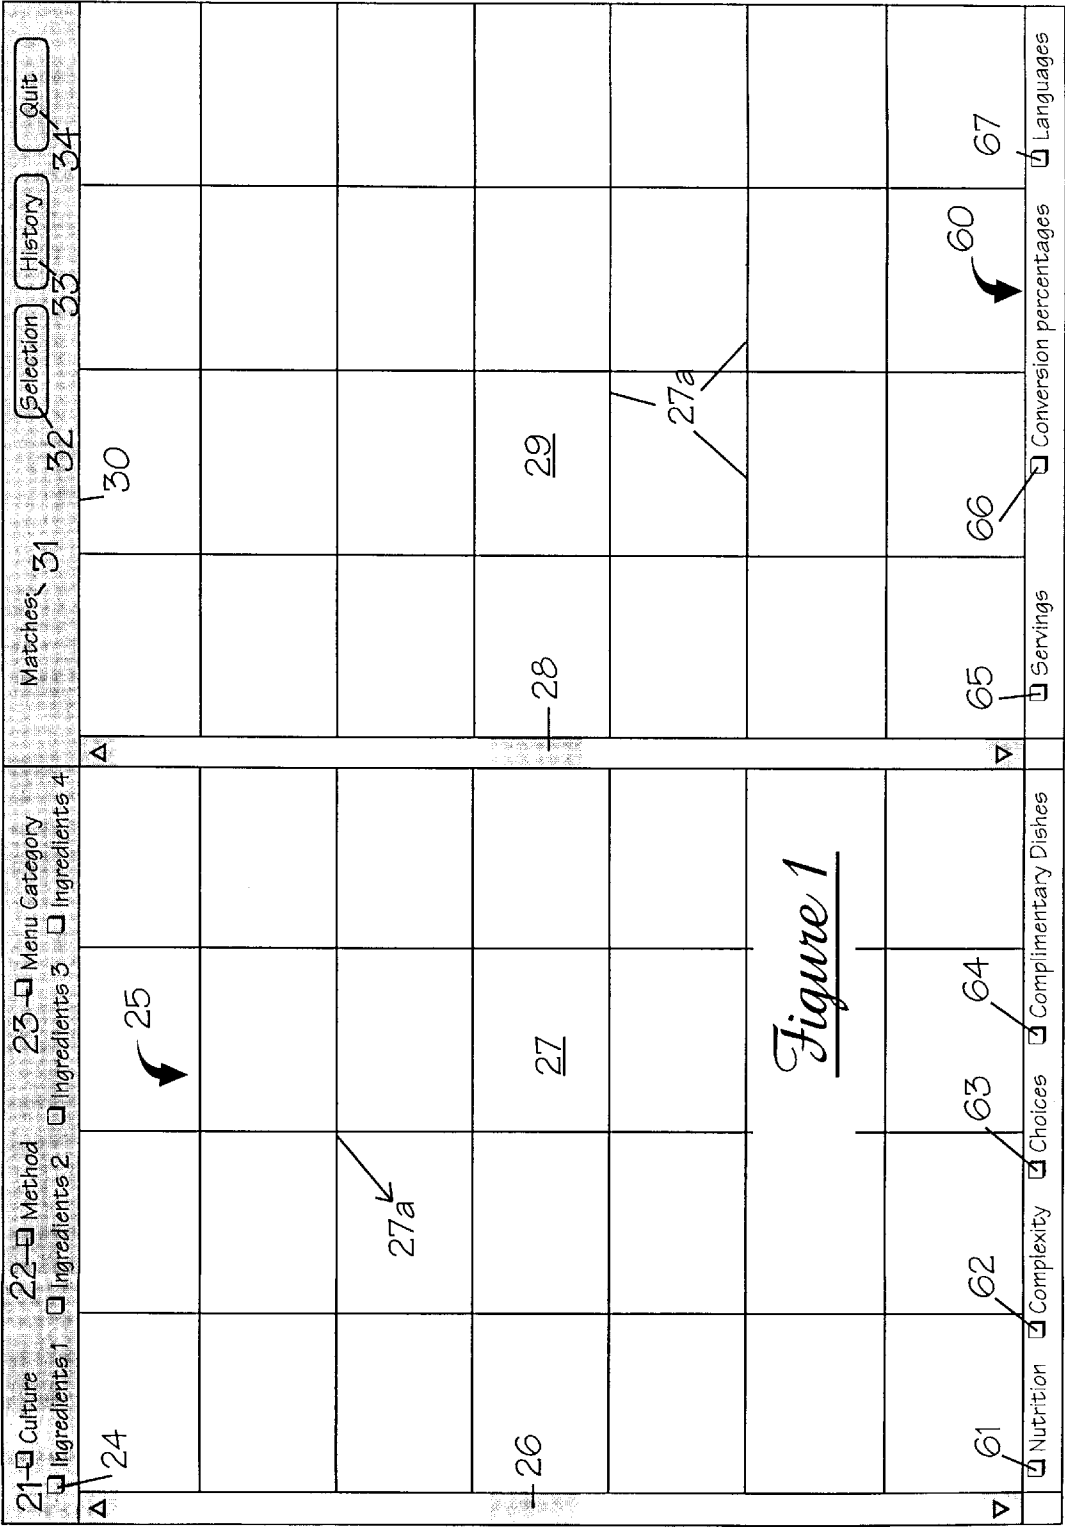 21 Culture 22 Method 23 Menu Category Matches: 31 Selection History Quit
Ingredients 1 Ingredients 2 Ingredients 3 Ingredients 4 32 33 34
24 25 30
27a
26 27 28 29
27a
Figure 1
61 62 63 64 65 66 60 67
Nutrition Complexity Choices Complimentary Dishes Servings Conversion percentages Languages